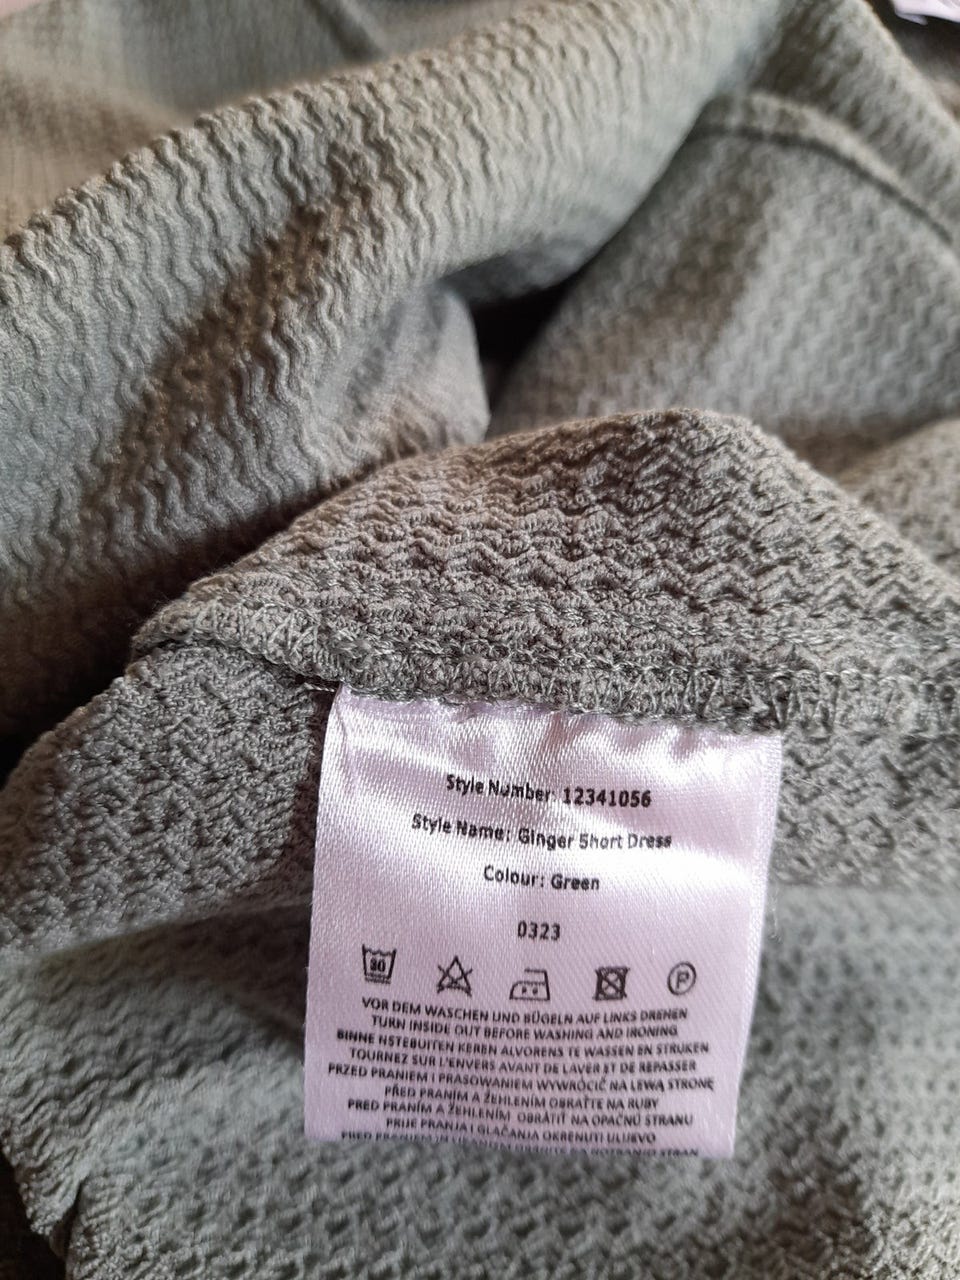 Style Number: 12341056
Style Name: Ginger Short Dress
Colour: Green
0323
30
P
VOR DEM WASCHEN UND BÜGELN AUF LINKS DREHEN
TURN INSIDE OUT BEFORE WASHING AND IRONING
BINNENSTEBUITEN KEREN ALVORENS TE WASSEN EN STRIJKEN
TOURNEZ SUR L'ENVERS AVANT DE LAVER ET DE REPASSER
PRZED PRANIEM I PRASOWANIEM WYWRÓCIĆ NA LEWĄ STRONĘ
PŘED PRANÍM A ŽEHLENÍM OBRAŤTE NA RUBY
PRED PRANÍM A ŽEHLENÍM OBRÁTIŤ NA OPAČNÚ STRANU
PRIJE PRANJA I GLAČANJA OKRENUTI